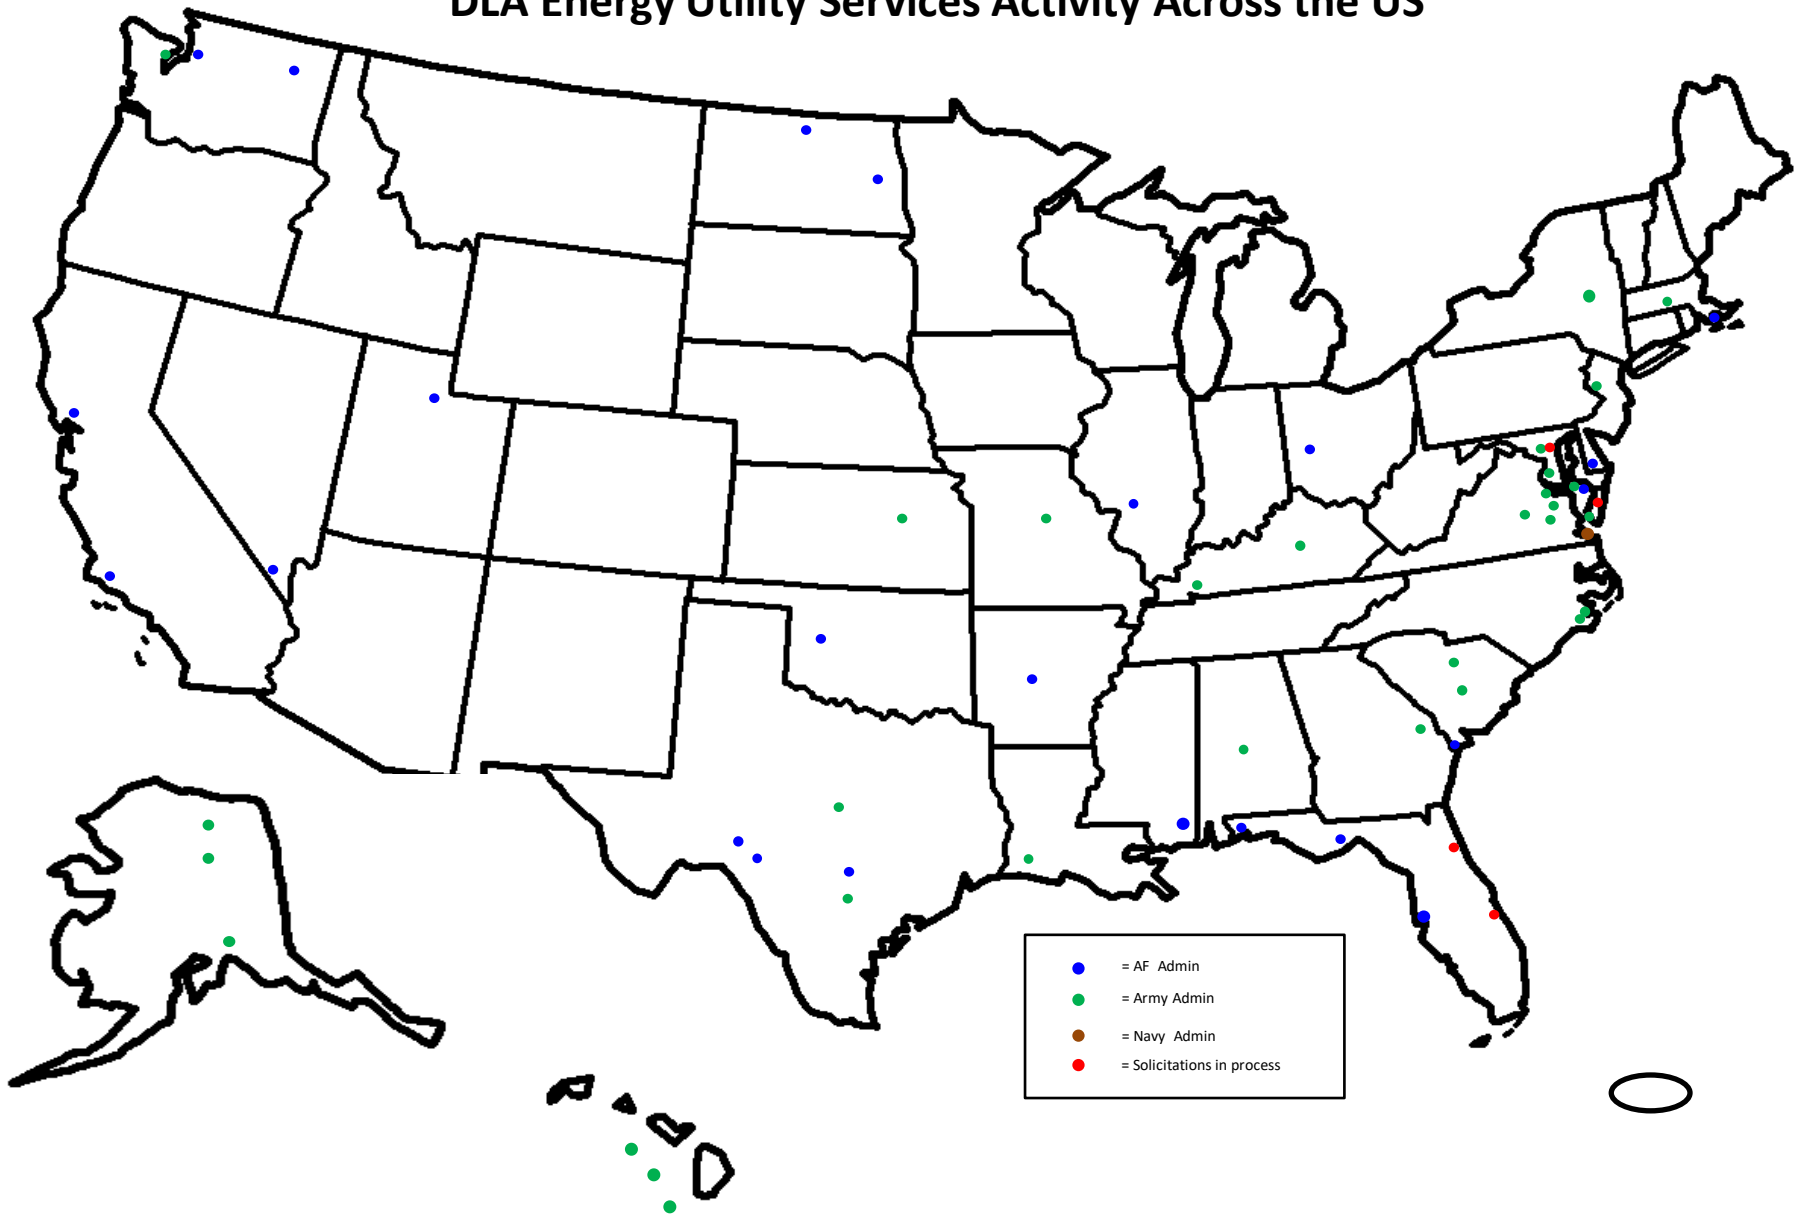 DLA Energy Utility Services Activity Across the US
= AF Admin
= Army Admin
= Navy Admin
= Solicitations in process